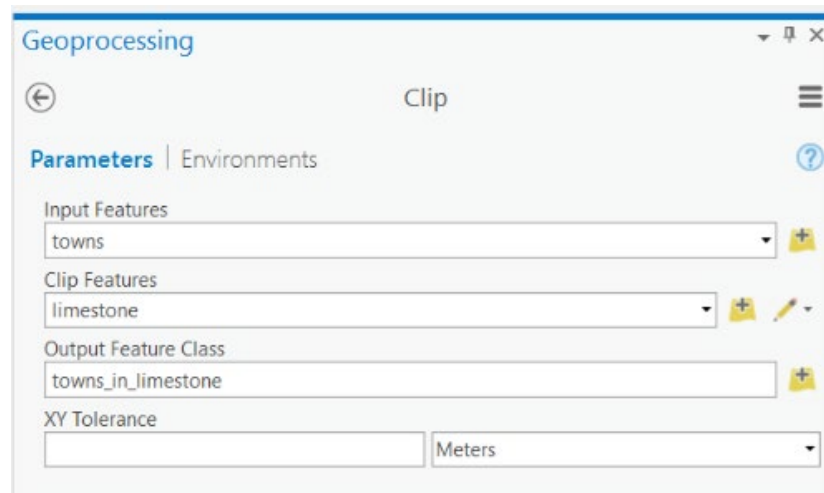 Geoprocessing
Clip
Parameters | Environments
Input Features
towns
Clip Features
limestone
Output Feature Class
towns_in_limestone
XY Tolerance
Meters